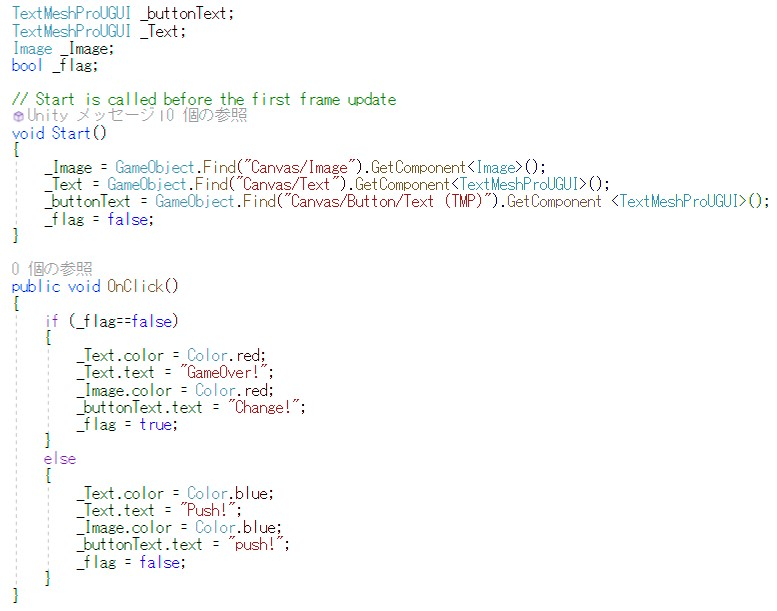 TextMeshProUGUI _buttonText;
TextMeshProUGUI _Text;
Image _Image;
bool _flag;
// Start is called before the first frame update
Unity メッセージ|0 個の参照
void Start()
{
_Image = GameObject.Find("Canvas/Image").GetComponent<Image>();
_Text = GameObject.Find("Canvas/Text").GetComponent<TextMeshProUGUI>();
_buttonText = GameObject.Find("Canvas/Button/Text (TMP)").GetComponent <TextMeshProUGUI>();
_flag = false;
}
0 個の参照
public void OnClick()
{
if (_flag==false)
{
_Text.color = Color.red;
_Text.text = "GameOver!";
_Image.color = Color.red;
_buttonText.text = "Change!";
_flag = true;
}
else
{
_Text.color = Color.blue;
_Text.text = "Push!";
_Image.color = Color.blue;
_buttonText.text = "push!";
_flag = false;
}
}